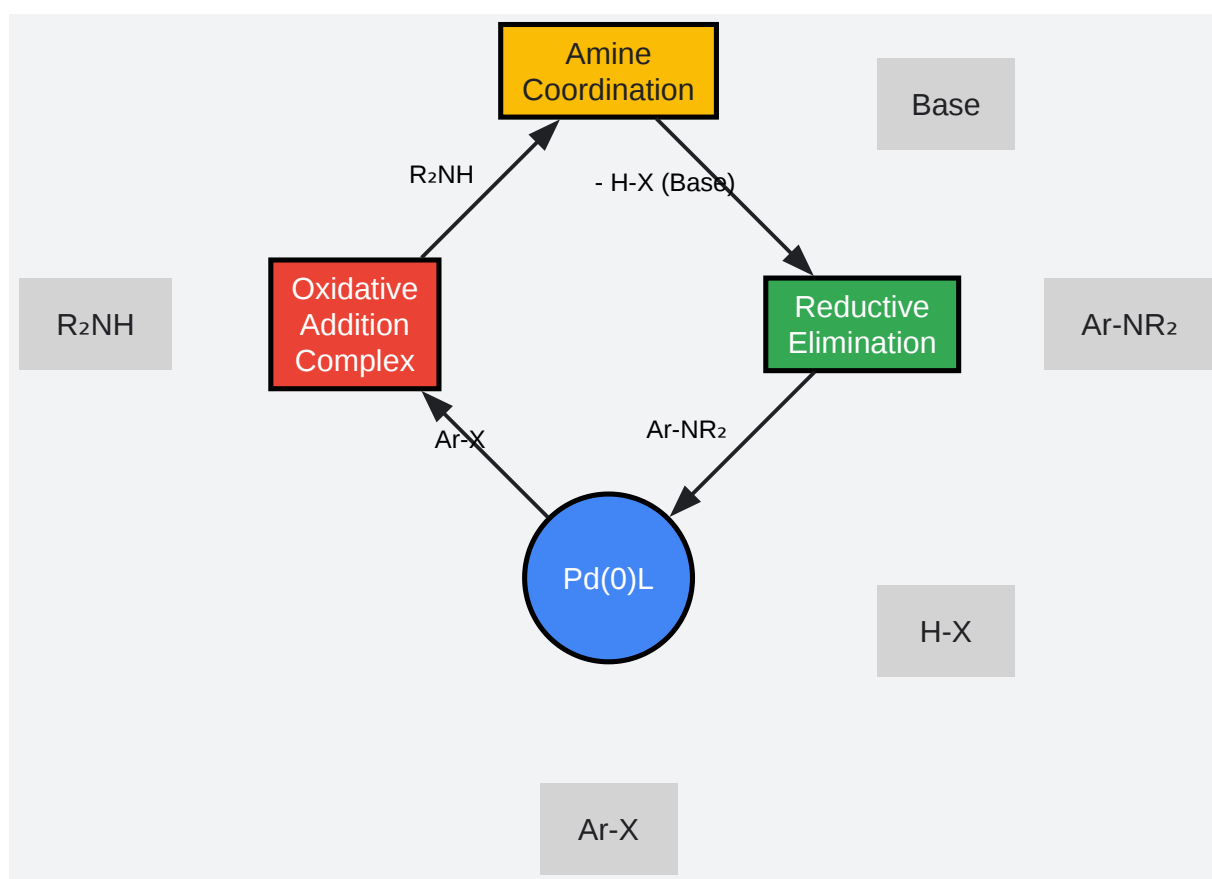 Amine
Coordination
Base
R₂NH
- H-X (Base)
Oxidative
Addition
Complex
Reductive
Elimination
R₂NH
Ar-NR₂
Ar-X
Ar-NR₂
Pd(0)L
H-X
Ar-X